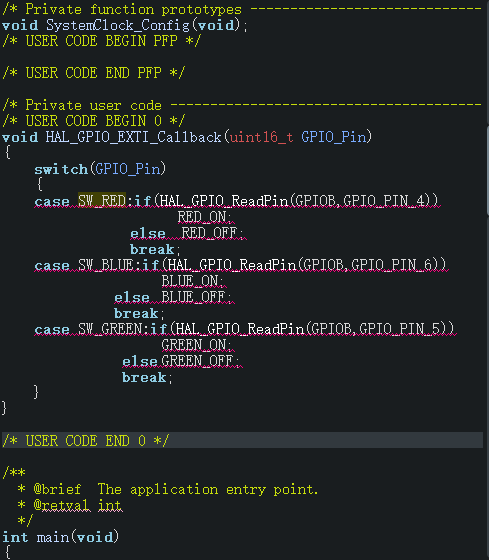 /* Private function prototypes -----------------------------
void SystemClock_Config(void);
/* USER CODE BEGIN PFP */
/* USER CODE END PFP */
/* Private user code ---------------------------------------
/* USER CODE BEGIN 0 */
void HAL_GPIO_EXTI_Callback(uint16_t GPIO_Pin)
{
switch(GPIO_Pin)
{
case SW_RED:if(HAL_GPIO_ReadPin(GPIOB,GPIO_PIN_4))
RED_ON;
else RED_OFF;
break;
case SW_BLUE:if(HAL_GPIO_ReadPin(GPIOB,GPIO_PIN_6))
BLUE_ON;
else BLUE_OFF;
break;
case SW_GREEN:if(HAL_GPIO_ReadPin(GPIOB,GPIO_PIN_5))
GREEN_ON;
else GREEN_OFF;
break;
}
}
/* USER CODE END 0 */
/**
* @brief The application entry point.
* @retval int
*/
int main(void)
{